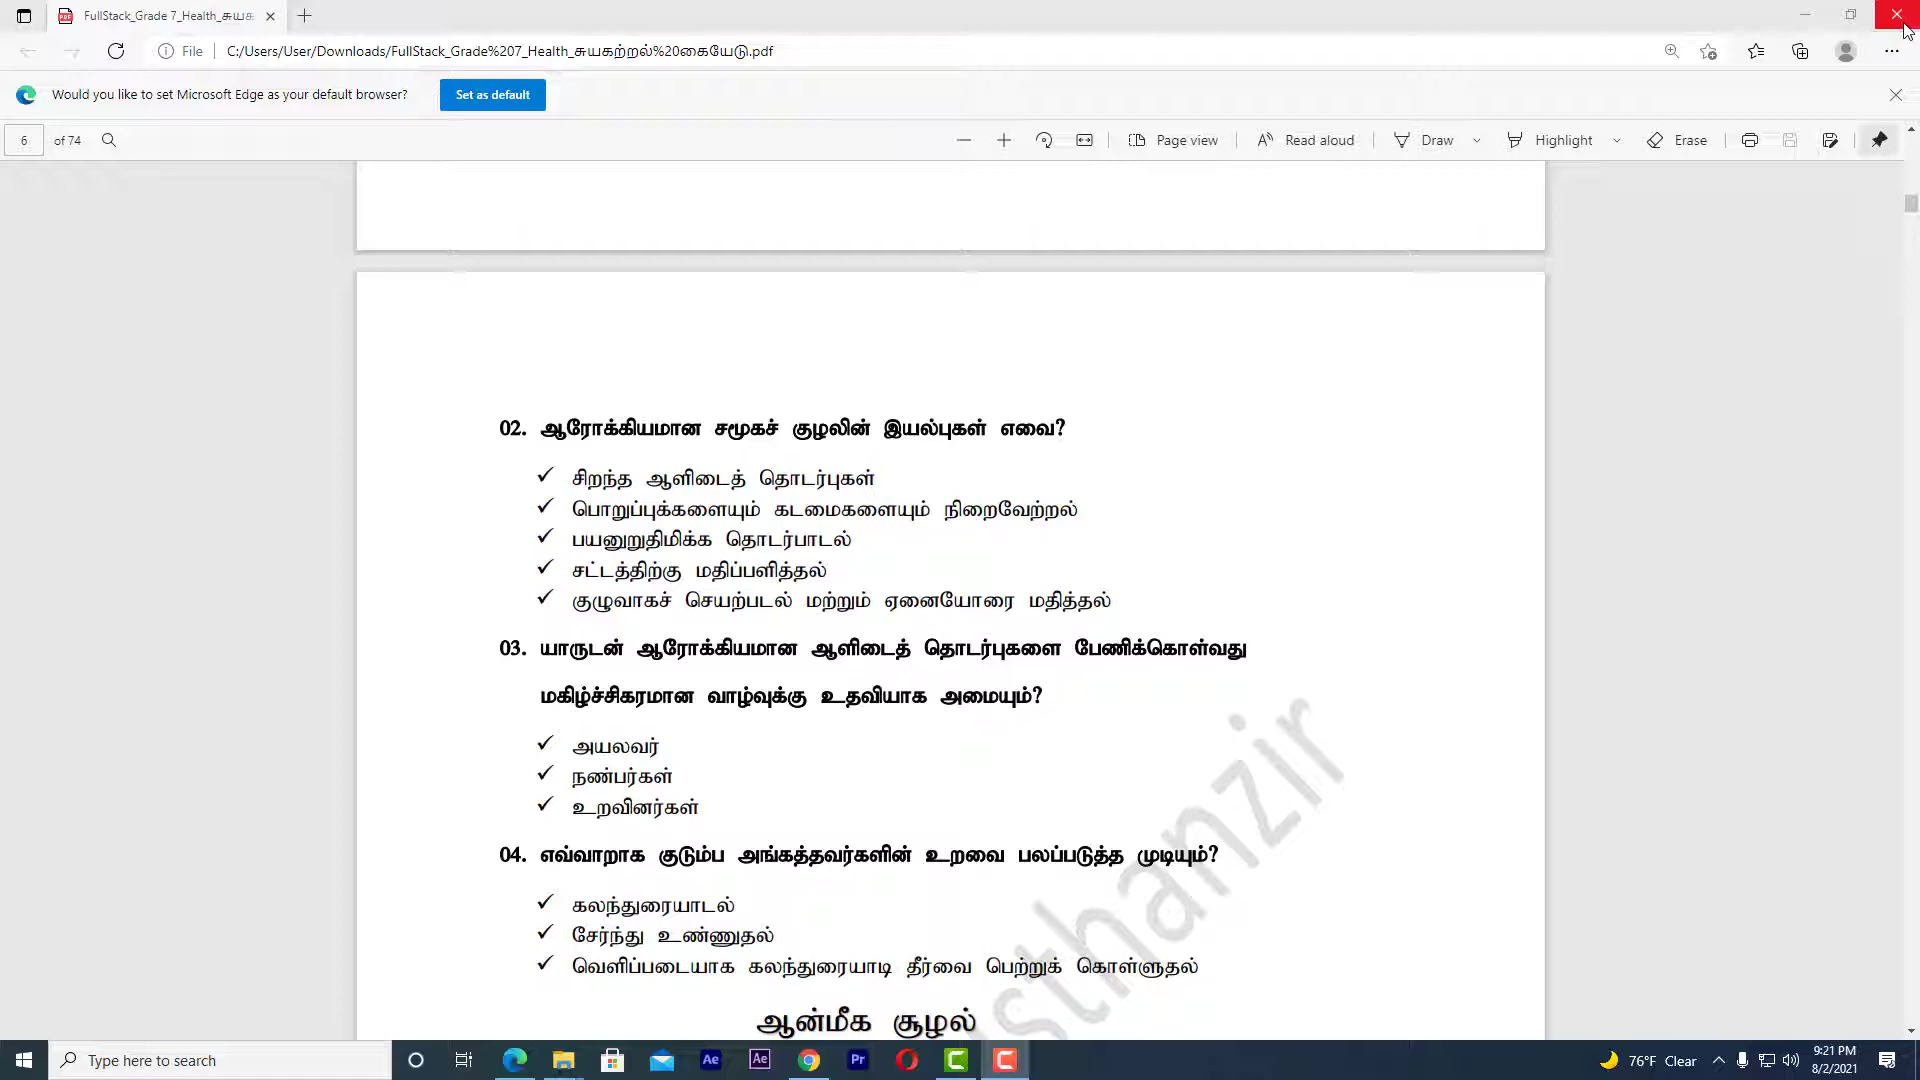 FullStack_Grade 7_Health_சுயக
File
C:/Users/User/Downloads/FullStack_Grade%207_Health_சுயகற்றல்%20கையேடு.pdf
Would you like to set Microsoft Edge as your default browser?
Set as default
6 of 74
Page view
Read aloud
Draw
Highlight
Erase
02. ஆரோக்கியமான சமூகச் சூழலின் இயல்புகள் எவை?
சிறந்த ஆளிடைத் தொடர்புகள்
பொறுப்புக்களையும் கடமைகளையும் நிறைவேற்றல்
பயனுறுதிமிக்க தொடர்பாடல்
சட்டத்திற்கு மதிப்பளித்தல்
குழுவாகச் செயற்படல் மற்றும் ஏனையோரை மதித்தல்
03. யாருடன் ஆரோக்கியமான ஆளிடைத் தொடர்புகளை பேணிக்கொள்வது
மகிழ்ச்சிகரமான வாழ்வுக்கு உதவியாக அமையும்?
அயலவர்
நண்பர்கள்
உறவினர்கள்
04. எவ்வாறாக குடும்ப அங்கத்தவர்களின் உறவை பலப்படுத்த முடியும்?
கலந்துரையாடல்
சேர்ந்து உண்ணுதல்
வெளிப்படையாக கலந்துரையாடி தீர்வை பெற்றுக் கொள்ளுதல்
ஆன்மீக சூழல்
sthanzir
Type here to search
Ae
Ae
Pr
76°F Clear
9:21 PM
8/2/2021